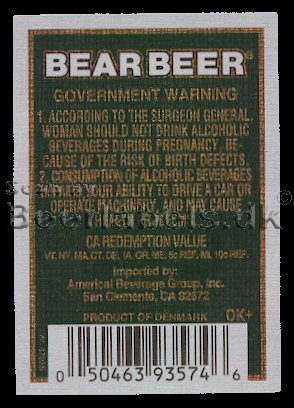 BEAR BEER
GOVERNMENT WARNING
1. ACCORDING TO THE SURGEON GENERAL,
WOMAN SHOULD NOT DRINK ALCOHOLIC
BEVERAGES DURING PREGNANCY, BE-
CAUSE OF THE RISK OF BIRTH DEFECTS.
2. CONSUMPTION OF ALCOHOLIC BEVERAGES
YOUR ABILITY TO DRIVE A CAR OR
OPERATE MACHINERY, AND MAY CAUSE
HEALTH PROBLEMS
CA REDEMPTION VALUE
VT. NY. MA. CT. DE. IA. OR. ME. 5c REF. MI. 10c REF.
Imported by:
American Beverage Group, Inc.
San Clemente, CA 92672
PRODUCT OF DENMARK OK+
0 50463 93574 6
Beerlabels.dk
©